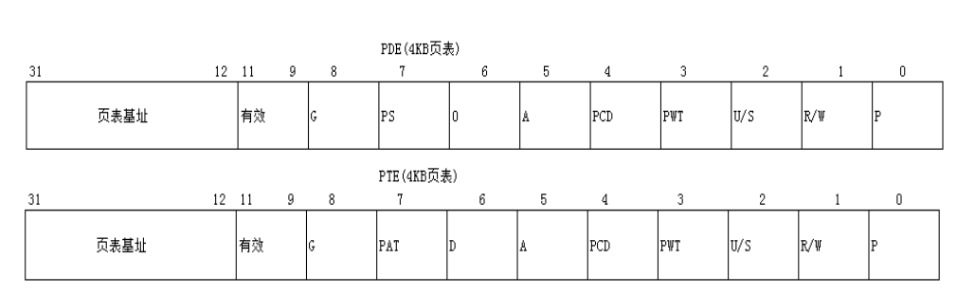 PDE(4KB页表)
31 12 11 9 8 7 6 5 4 3 2 1 0
页表基址 有效 G PS 0 A PCD PWT U/S R/W P
PTE(4KB页表)
31 12 11 9 8 7 6 5 4 3 2 1 0
页表基址 有效 G PAT D A PCD PWT U/S R/W P